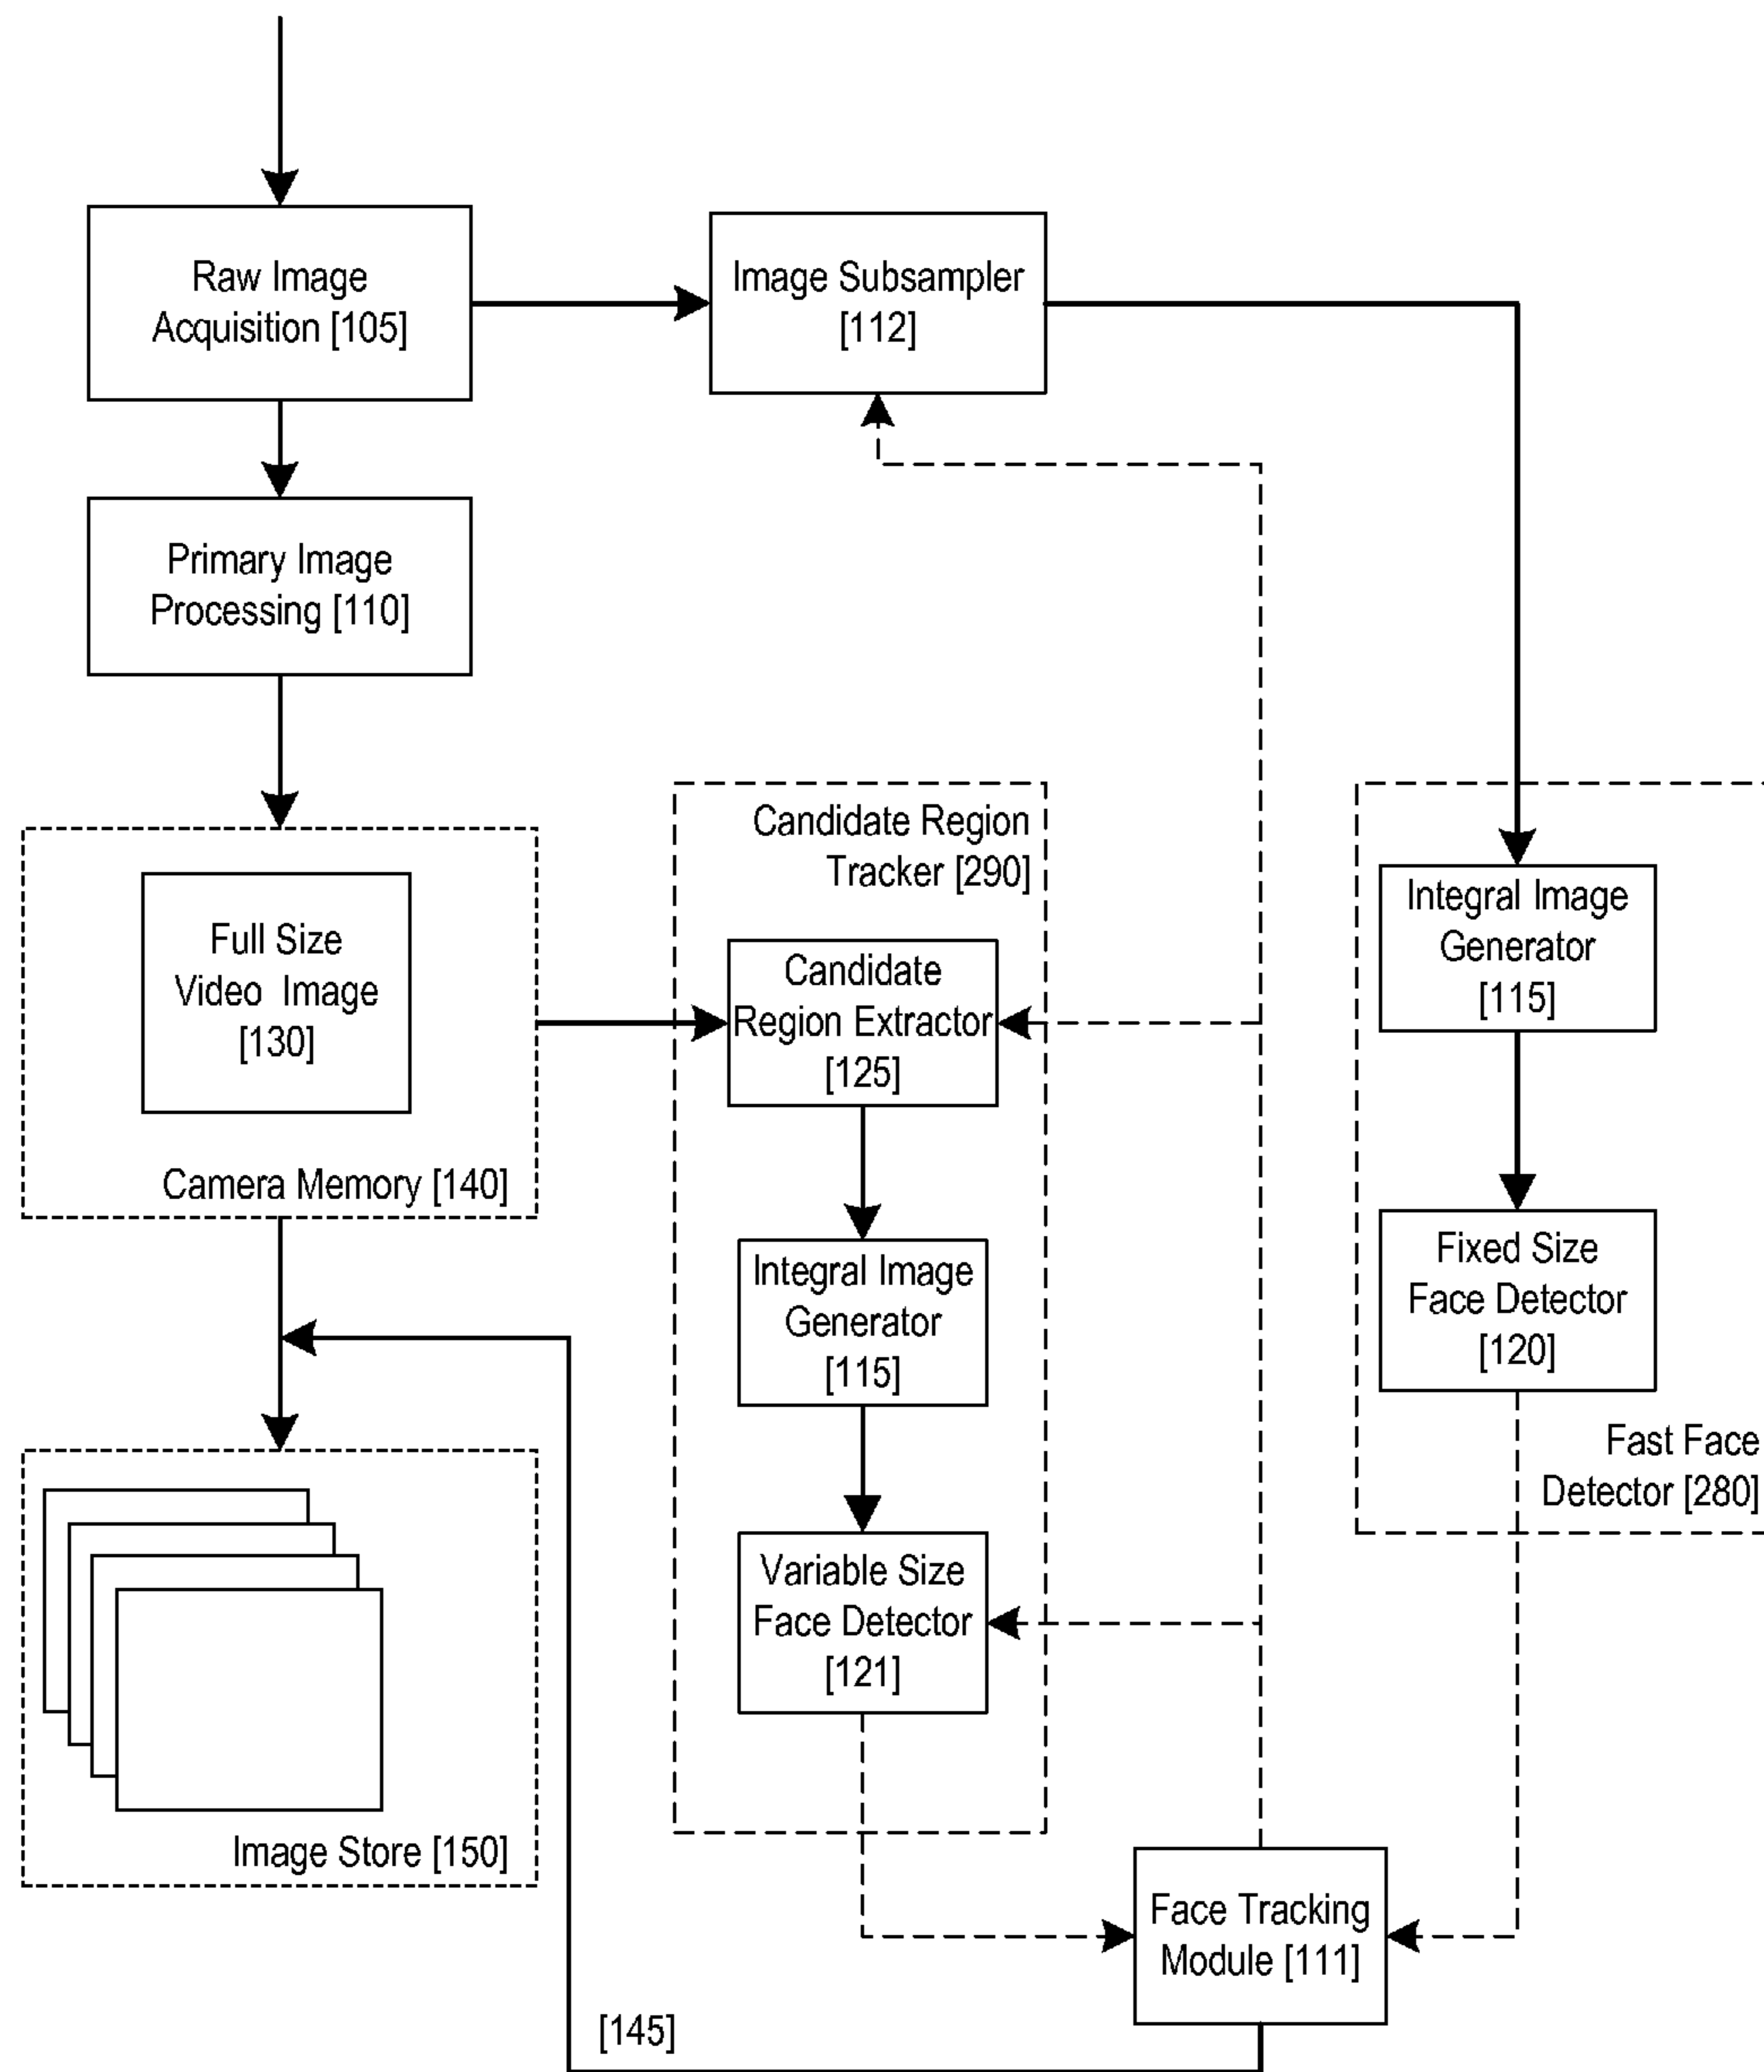 Raw Image
Acquisition [105]
Image Subsampler
[112]
Primary Image
Processing [110]
Candidate Region
Tracker [290]
Full Size
Video Image
[130]
Camera Memory [140]
Candidate
Region Extractor
[125]
Integral Image
Generator
[115]
Integral Image
Generator
[115]
Fixed Size
Face Detector
[120]
Fast Face
Detector [280]
Variable Size
Face Detector
[121]
Image Store [150]
Face Tracking
Module [111]
[145]